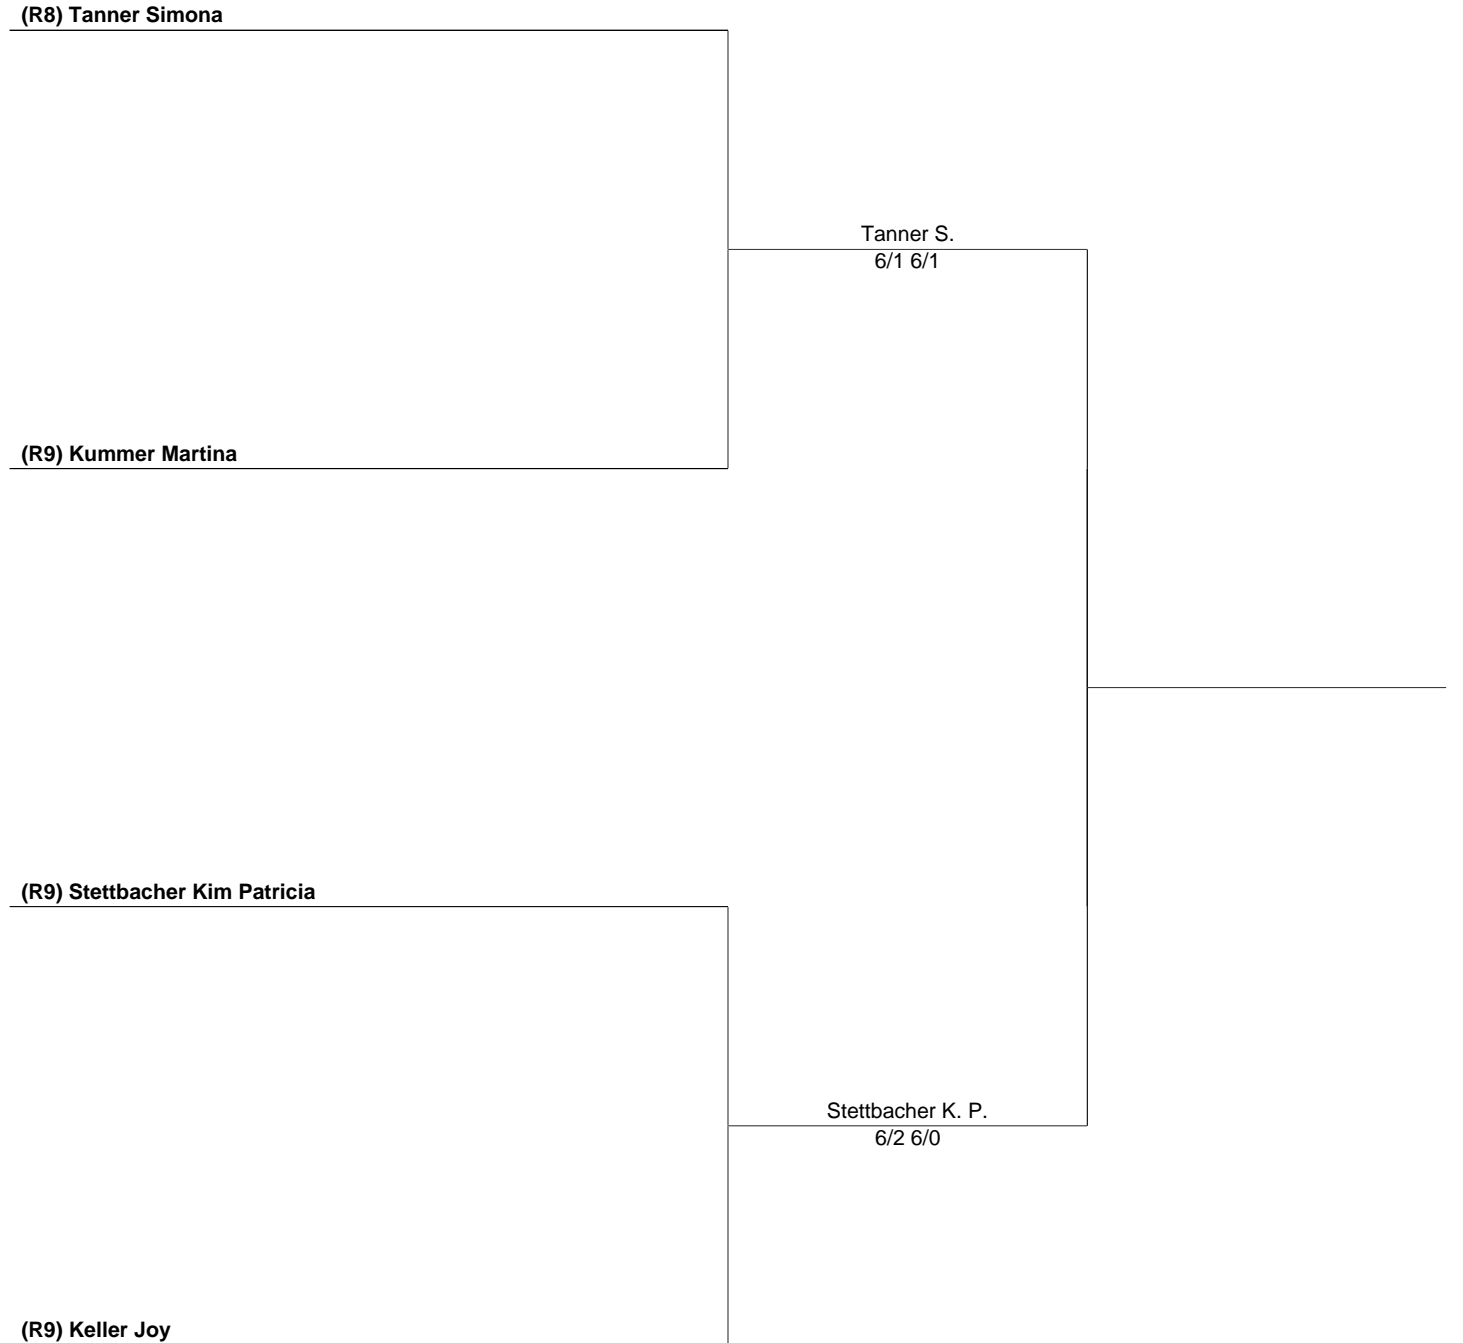 (R8) Tanner Simona
Tanner S.
6/1 6/1
(R9) Kummer Martina
(R9) Stettbacher Kim Patricia
Stettbacher K. P.
6/2 6/0
(R9) Keller Joy